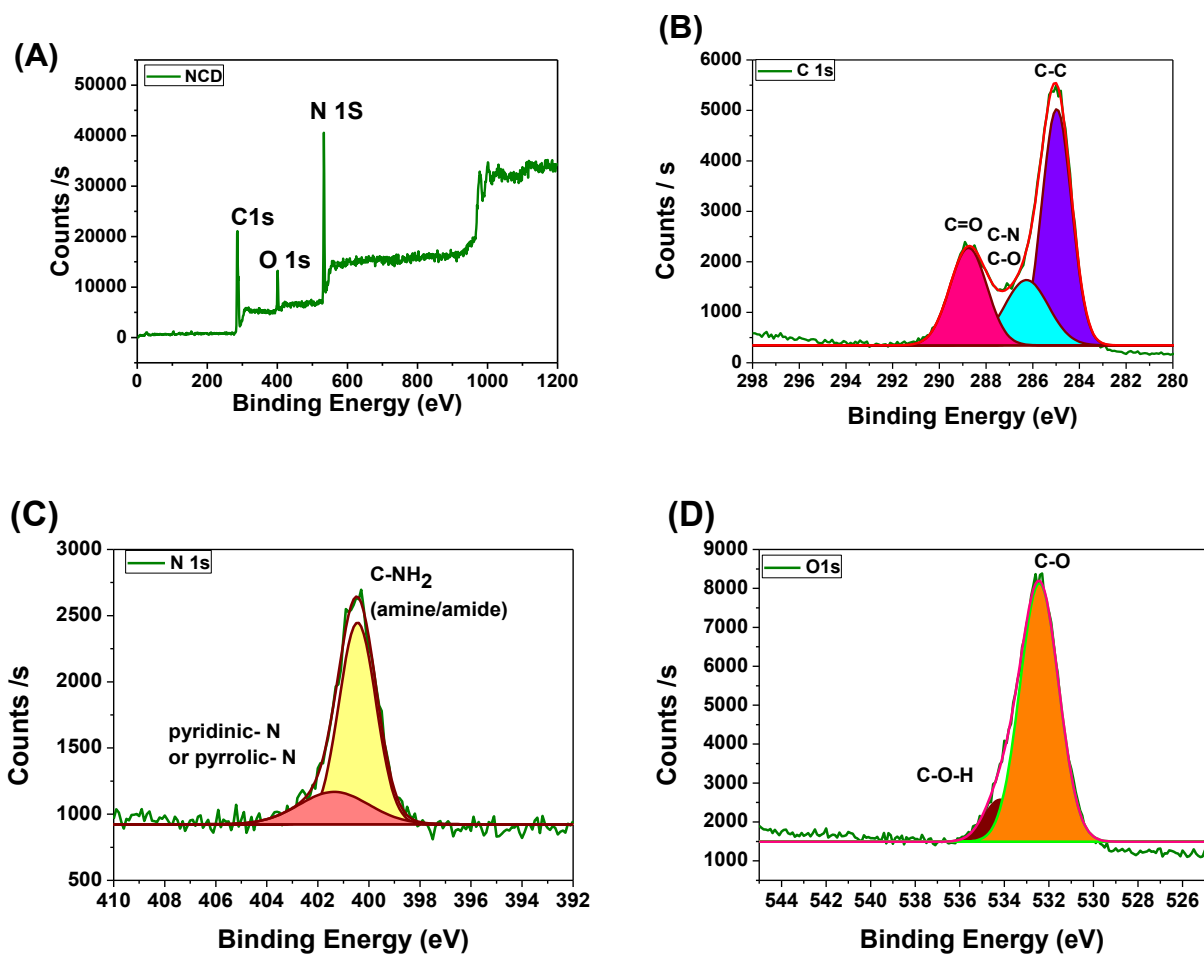 (A)
NCD
N 1S
C1s
O 1s
50000
40000
30000
20000
10000
0
0 200 400 600 800 1000 1200
Counts /s
Binding Energy (eV)
(B)
C 1s
C-C
C=O
C-N
C-O
6000
5000
4000
3000
2000
1000
0
298 296 294 292 290 288 286 284 282 280
Counts / s
Binding Energy (eV)
(C)
N 1s
C-NH2
(amine/amide)
pyridinic- N
or pyrrolic- N
3000
2500
2000
1500
1000
500
410 408 406 404 402 400 398 396 394 392
Counts /s
Binding Energy (eV)
(D)
O1s
C-O
C-O-H
9000
8000
7000
6000
5000
4000
3000
2000
1000
544 542 540 538 536 534 532 530 528 526
Counts /s
Binding Energy (eV)